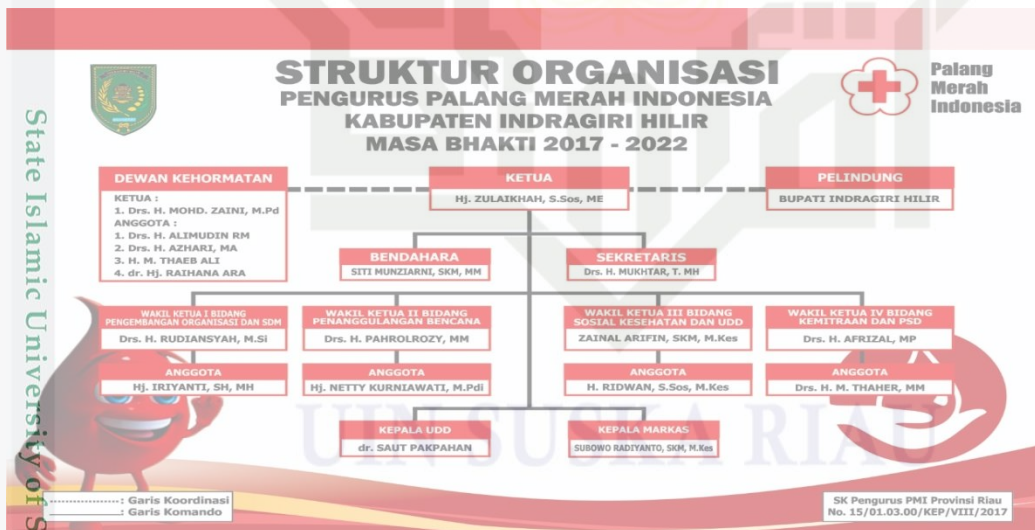 STRUKTUR ORGANISASI
PENGURUS PALANG MERAH INDONESIA
KABUPATEN INDRAGIRI HILIR
MASA BHAKTI 2017 - 2022
Palang
Merah
Indonesia
DEWAN KEHORMATAN
KETUA :
1. Drs. H. MOHD. ZAINI, M.Pd
ANGGOTA :
1. Drs. H. ALIMUDIN RM
2. Drs. H. AZHARI, MA
3. H. M. THAEB ALI
4. dr. Hj. RAIHANA ARA
KETUA
Hj. ZULAIKHAH, S.Sos, ME
PELINDUNG
BUPATI INDRAGIRI HILIR
BENDAHARA
SITI MUNZIARNI, SKM, MM
SEKRETARIS
Drs. H. MUKHTAR, T. MH
WAKIL KETUA I BIDANG
PENGEMBANGAN ORGANISASI DAN SDM
Drs. H. RUDIANSYAH, M.Si
WAKIL KETUA II BIDANG
PENANGGULANGAN BENCANA
Drs. H. PAHROLROZY, MM
WAKIL KETUA III BIDANG
SOSIAL KESEHATAN DAN UDD
ZAINAL ARIFIN, SKM, M.Kes
WAKIL KETUA IV BIDANG
KEMITRAAN DAN PSD
Drs. H. AFRIZAL, MP
ANGGOTA
Hj. IRIYANTI, SH, MH
ANGGOTA
Hj. NETTY KURNIAWATI, M.Pdi
ANGGOTA
H. RIDWAN, S.Sos, M.Kes
ANGGOTA
Drs. H. M. THAHER, MM
KEPALA UDD
dr. SAUT PAKPAHAN
KEPALA MARKAS
SUBOWO RADIYANTO, SKM, M.Kes
UIN SUSKA RIAU
: Garis Koordinasi
: Garis Komando
SK Pengurus PMI Provinsi Riau
No. 15/01.03.00/KEP/VIII/2017
State Islamic University of S